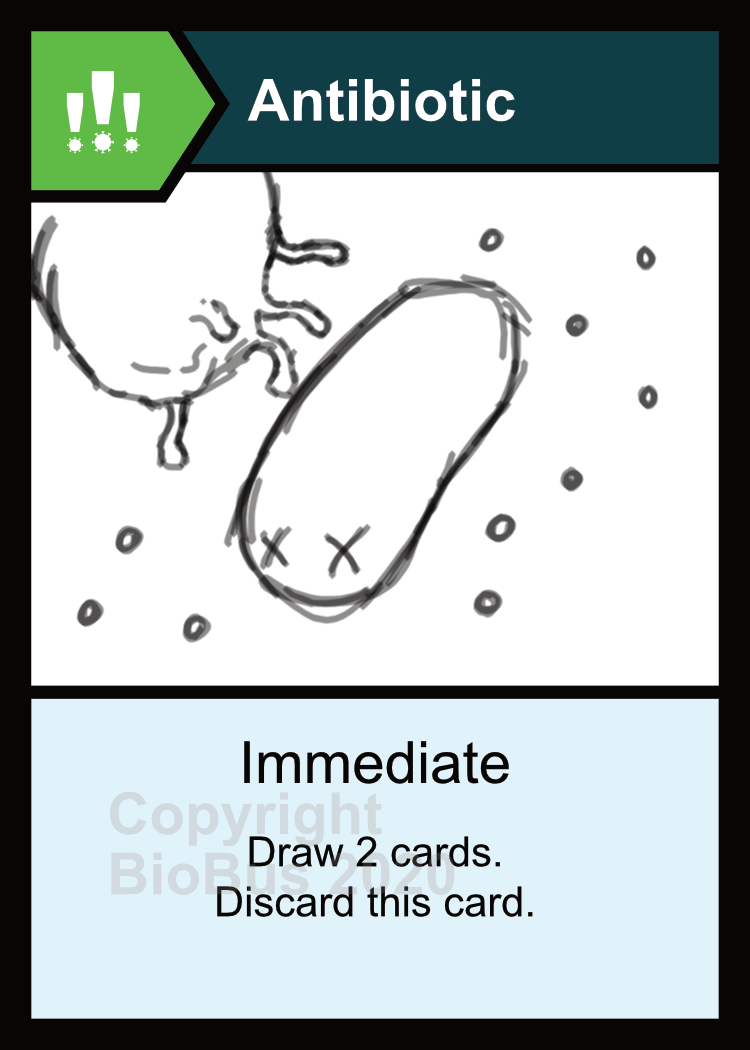 Antibiotic
Immediate
Copyright
Draw 2 cards.
BioBus 2020
Discard this card.